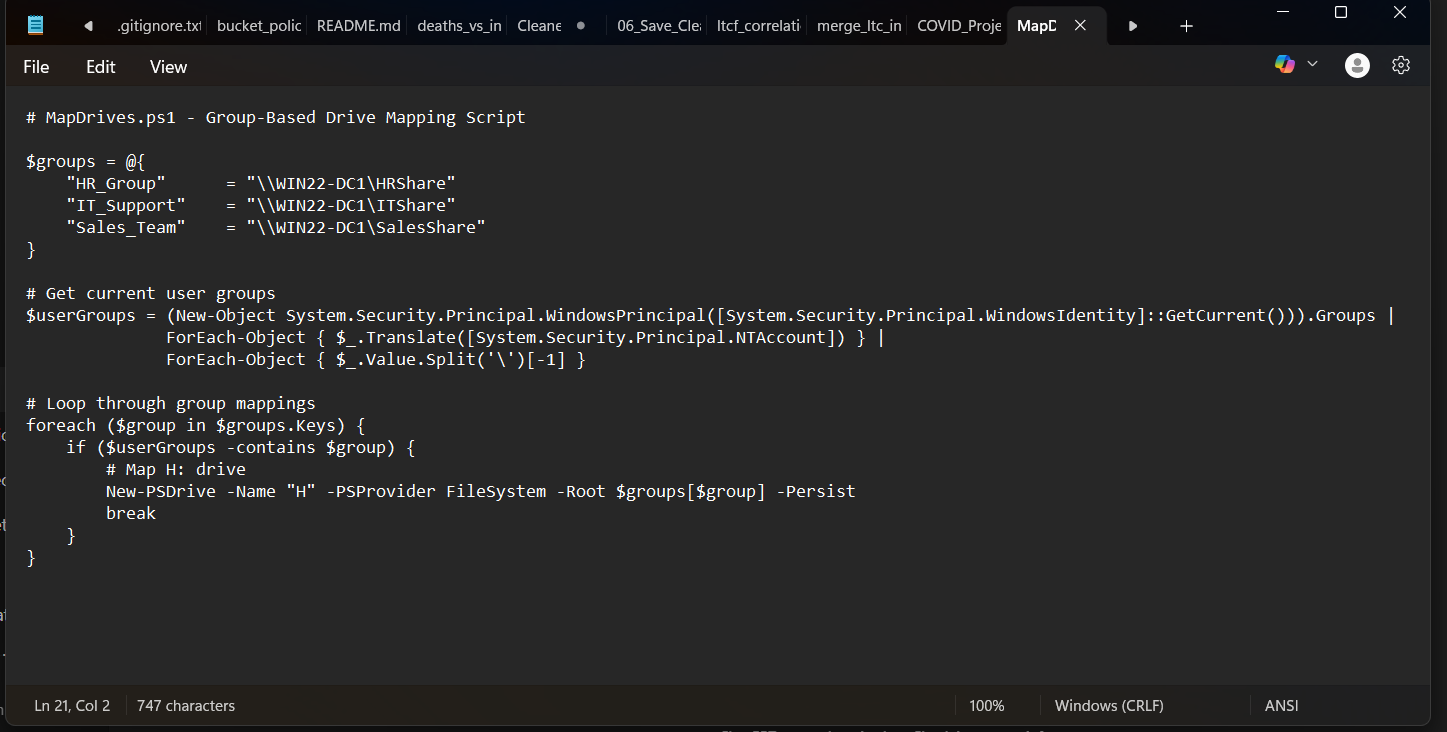 .gitignore.txt bucket_polic README.md deaths_vs_in Cleane 06_Save_Clea ltcf_correlati merge_ltc_in COVID_Proje MapD
File Edit View
# MapDrives.ps1 - Group-Based Drive Mapping Script
$groups = @{
    "HR_Group"      = "\\WIN22-DC1\HRShare"
    "IT_Support"    = "\\WIN22-DC1\ITShare"
    "Sales_Team"    = "\\WIN22-DC1\SalesShare"
}
# Get current user groups
$userGroups = (New-Object System.Security.Principal.WindowsPrincipal([System.Security.Principal.WindowsIdentity]::GetCurrent())).Groups |
              ForEach-Object { $_.Translate([System.Security.Principal.NTAccount]) } |
              ForEach-Object { $_.Value.Split('\')[-1] }
# Loop through group mappings
foreach ($group in $groups.Keys) {
    if ($userGroups -contains $group) {
        # Map H: drive
        New-PSDrive -Name "H" -PSProvider FileSystem -Root $groups[$group] -Persist
        break
    }
}
Ln 21, Col 2 747 characters 100% Windows (CRLF) ANSI